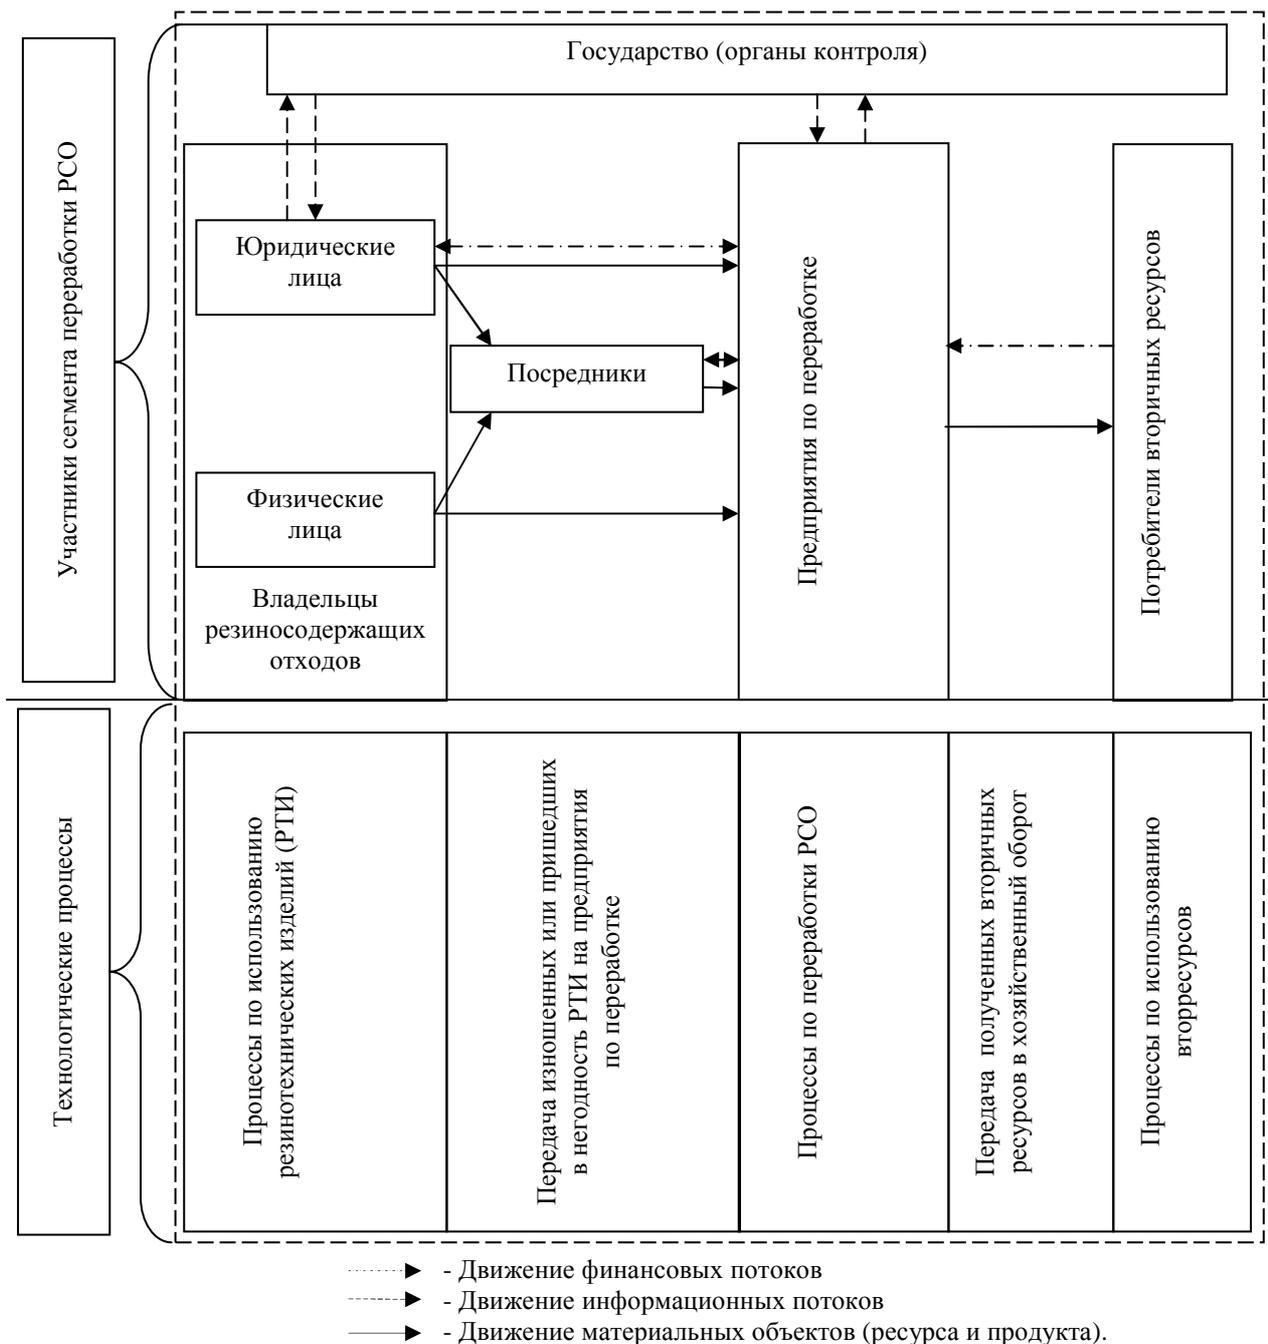 Государство (органы контроля)
Участники сегмента переработки РСО
Юридические
лица
Посредники
Физические
лица
Владельцы
резиносодержащих
отходов
Предприятия по переработке
Потребители вторичных ресурсов
Технологические процессы
Процессы по использованию
резинотехнических изделий (РТИ)
Передача изношенных или пришедших
в негодность РТИ на предприятия
по переработке
Процессы по переработки РСО
Передача полученных вторичных
ресурсов в хозяйственный оборот
Процессы по использованию
вторресурсов
- Движение финансовых потоков
- Движение информационных потоков
- Движение материальных объектов (ресурса и продукта).